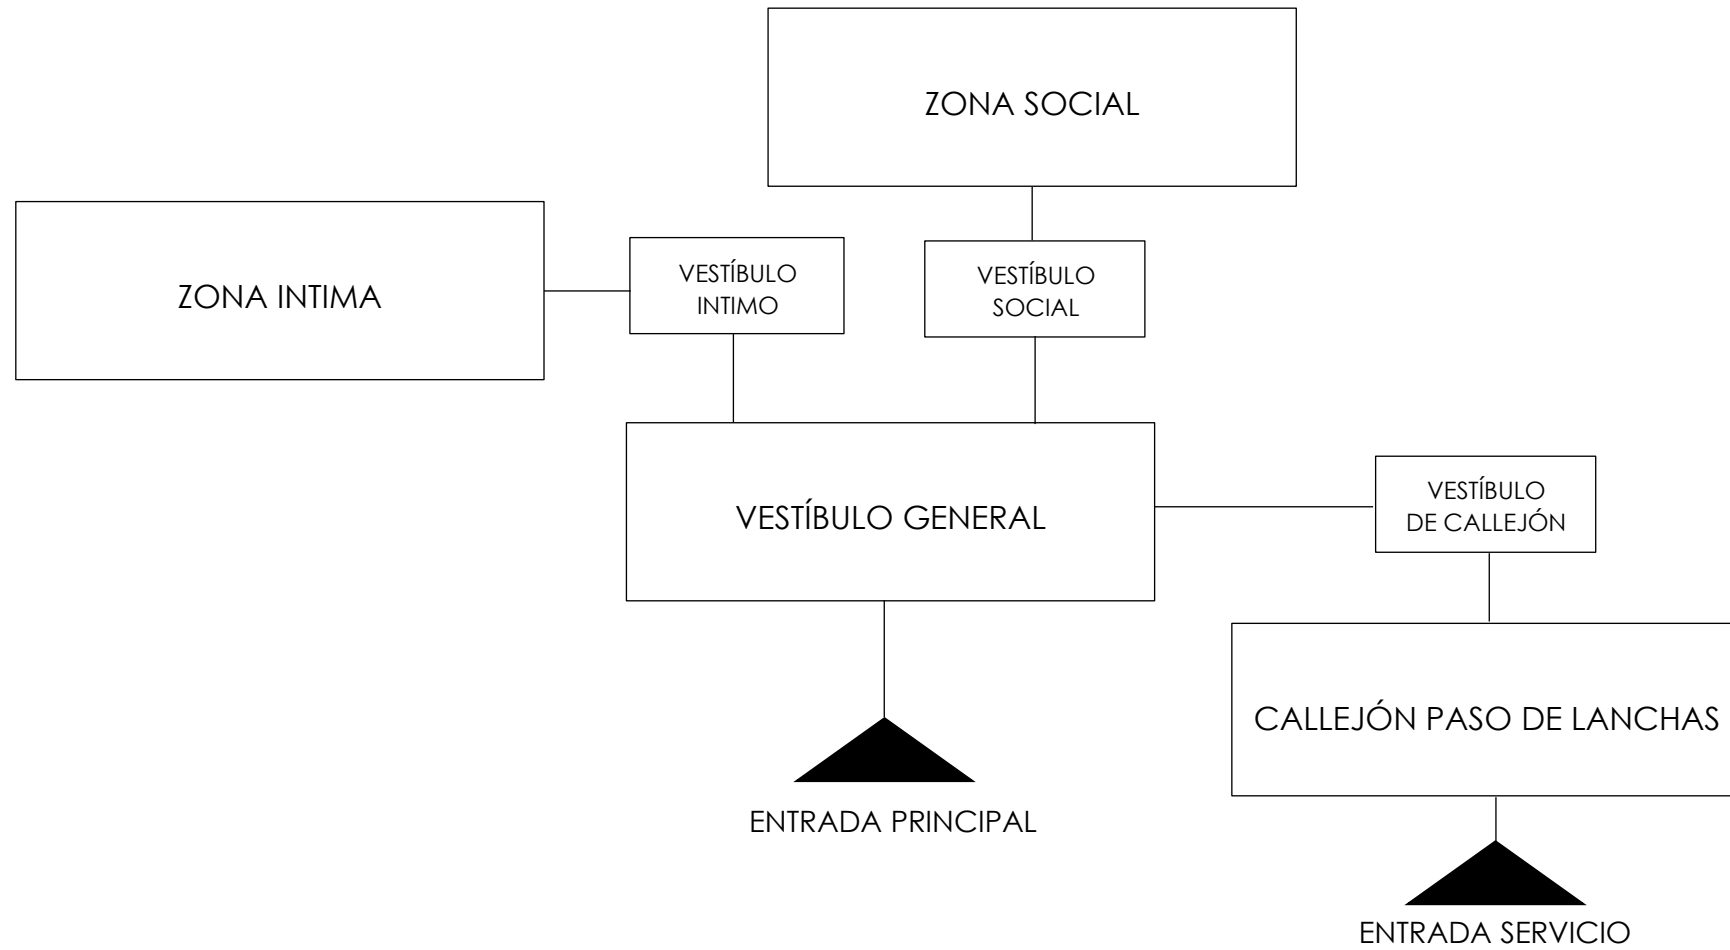 ZONA SOCIAL
ZONA INTIMA
VESTÍBULO
INTIMO
VESTÍBULO
SOCIAL
VESTÍBULO GENERAL
VESTÍBULO
DE CALLEJÓN
CALLEJÓN PASO DE LANCHAS
ENTRADA PRINCIPAL
ENTRADA SERVICIO